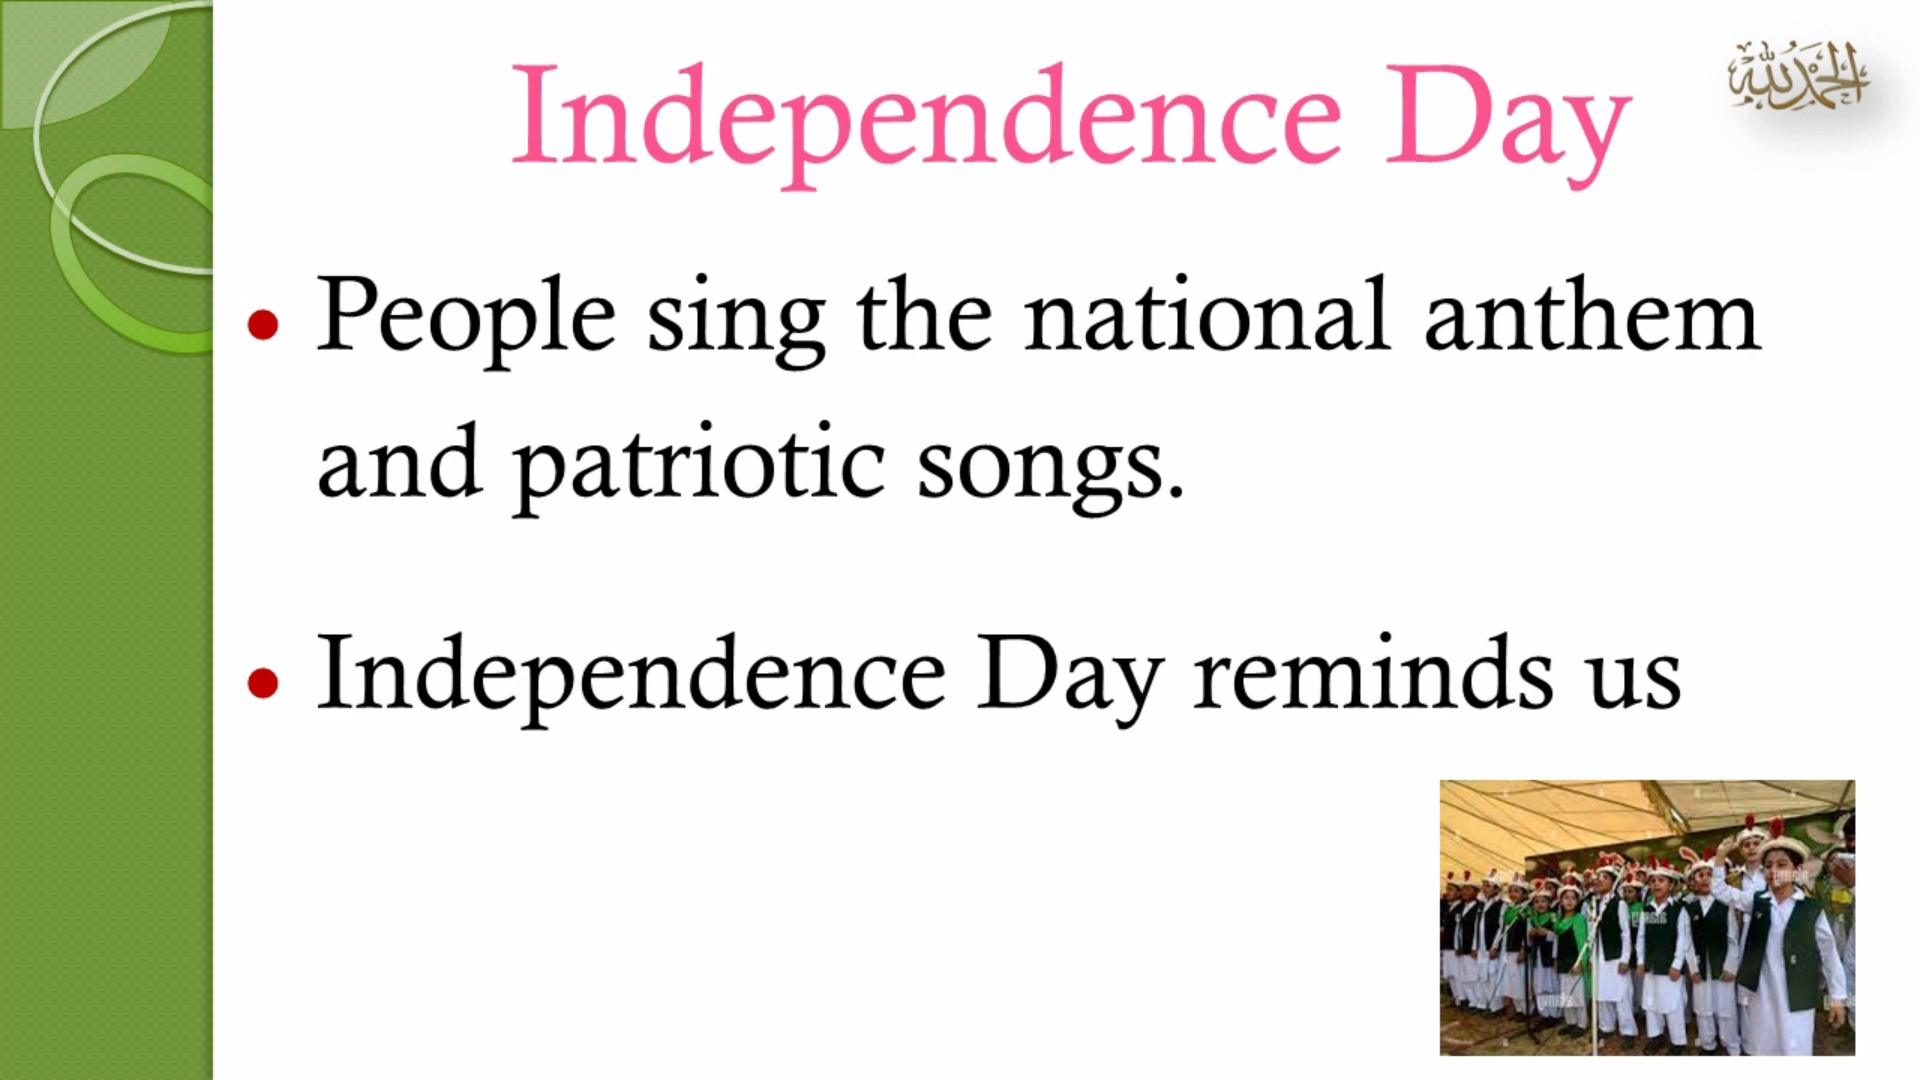 Independence Day
الحمد لله
People sing the national anthem
and patriotic songs.
Independence Day reminds us